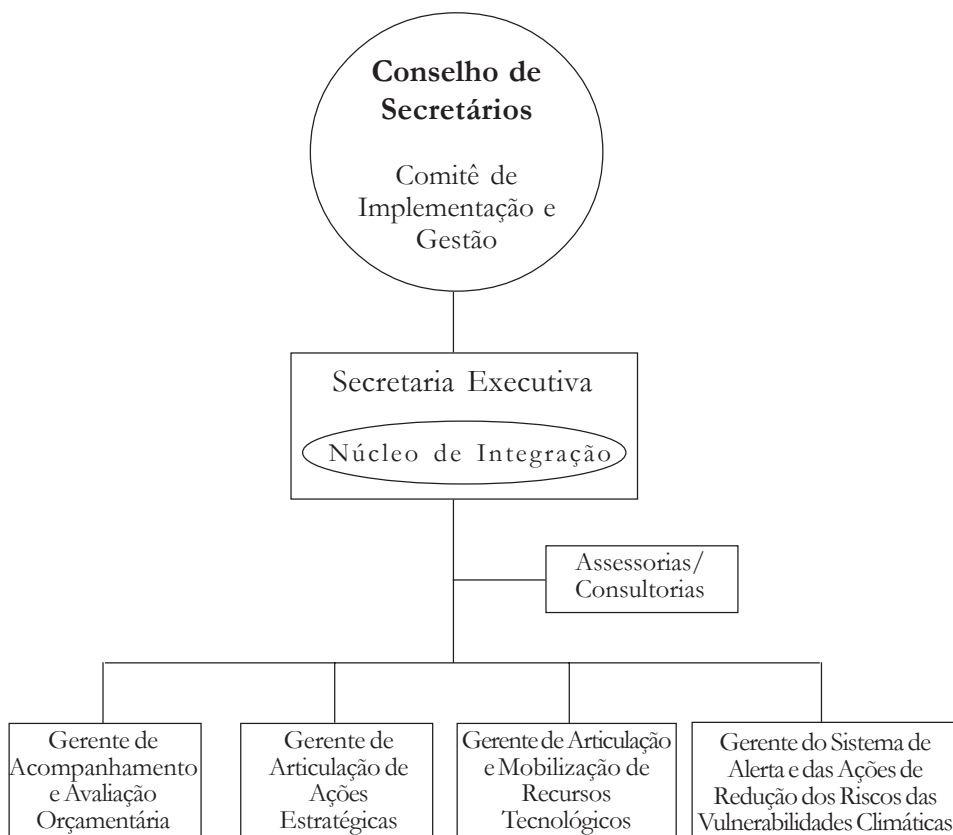 Conselho de
Secretários
Comitê de
Implementação e
Gestão
Secretaria Executiva
Núcleo de Integração
Assessorias/
Consultorias
Gerente de
Acompanhamento
e Avaliação
Orçamentária
Gerente de
Articulação de
Ações
Estratégicas
Gerente de Articulação
e Mobilização de
Recursos
Tecnológicos
Gerente do Sistema de
Alerta e das Ações de
Redução dos Riscos das
Vulnerabilidades Climáticas